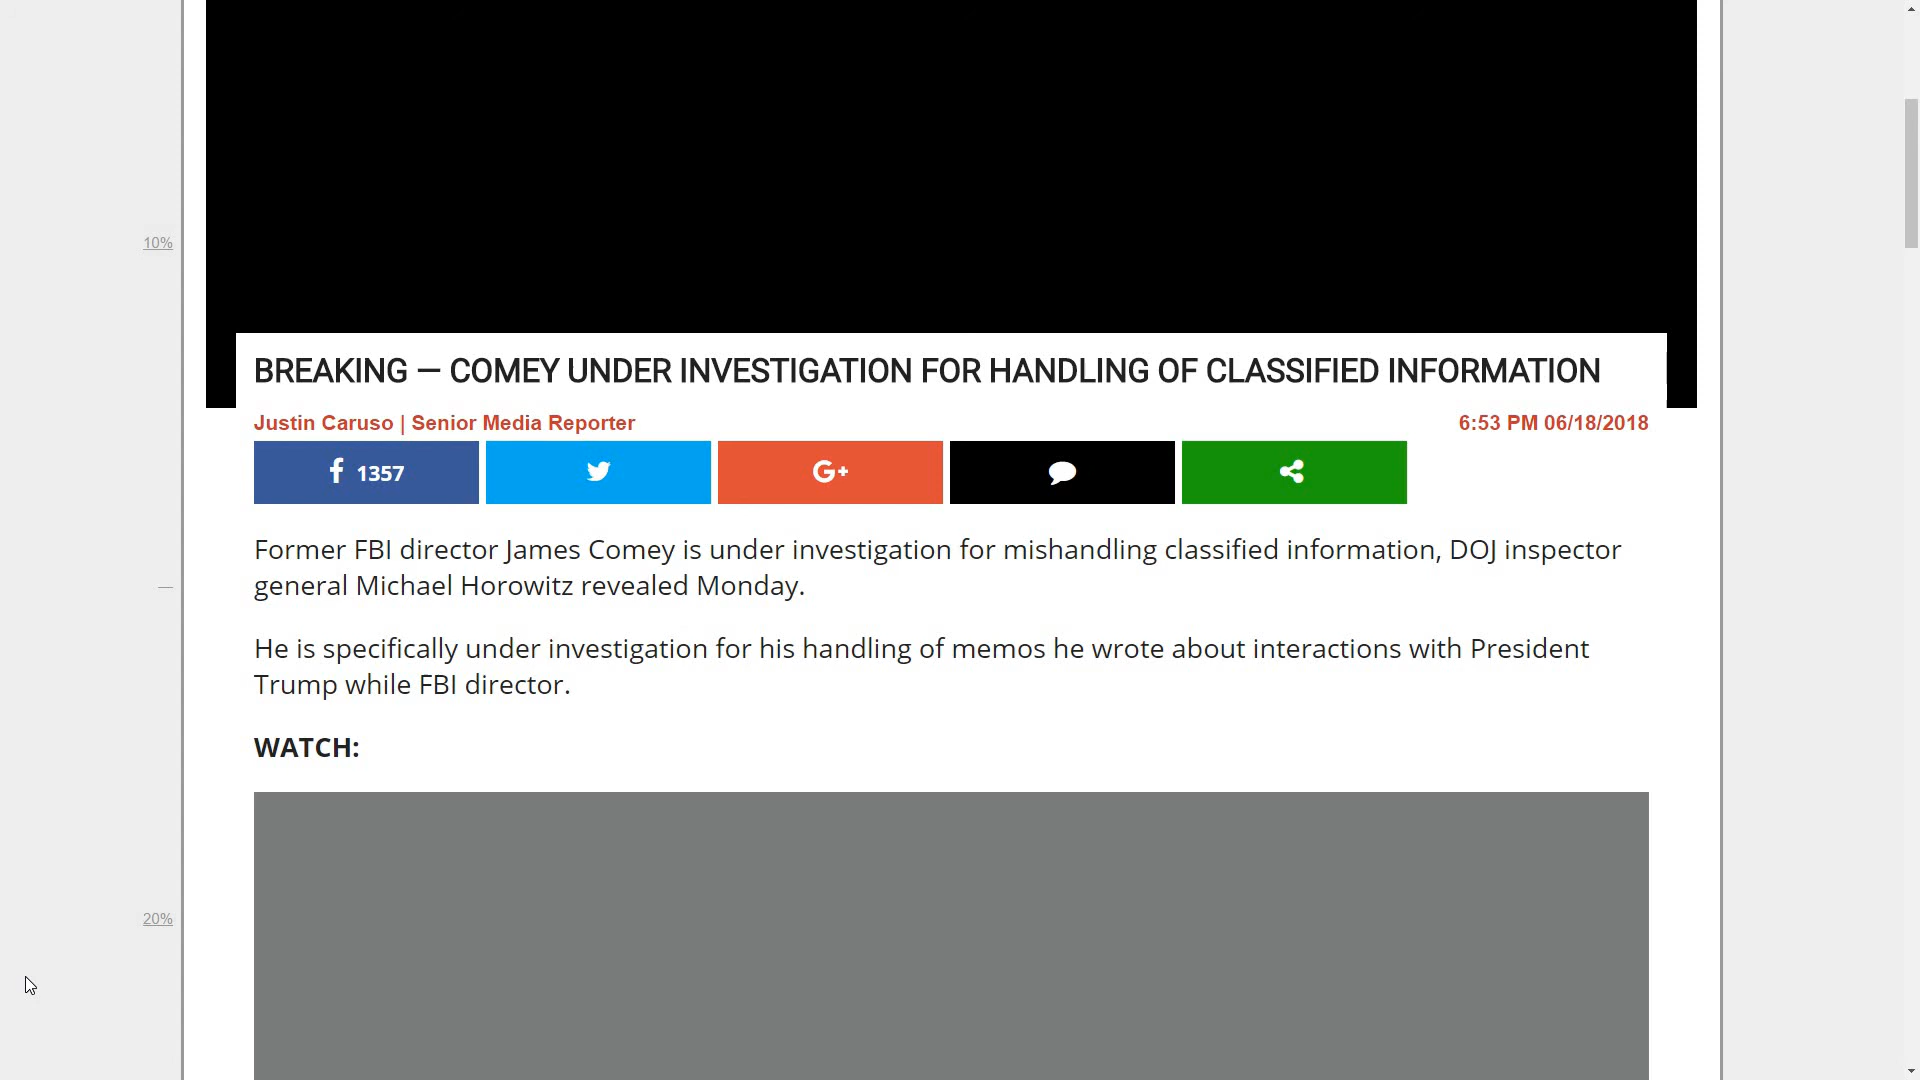 10%
BREAKING — COMEY UNDER INVESTIGATION FOR HANDLING OF CLASSIFIED INFORMATION
Justin Caruso | Senior Media Reporter
6:53 PM 06/18/2018
f 1357
G+
Former FBI director James Comey is under investigation for mishandling classified information, DOJ inspector
general Michael Horowitz revealed Monday.
He is specifically under investigation for his handling of memos he wrote about interactions with President
Trump while FBI director.
WATCH:
20%